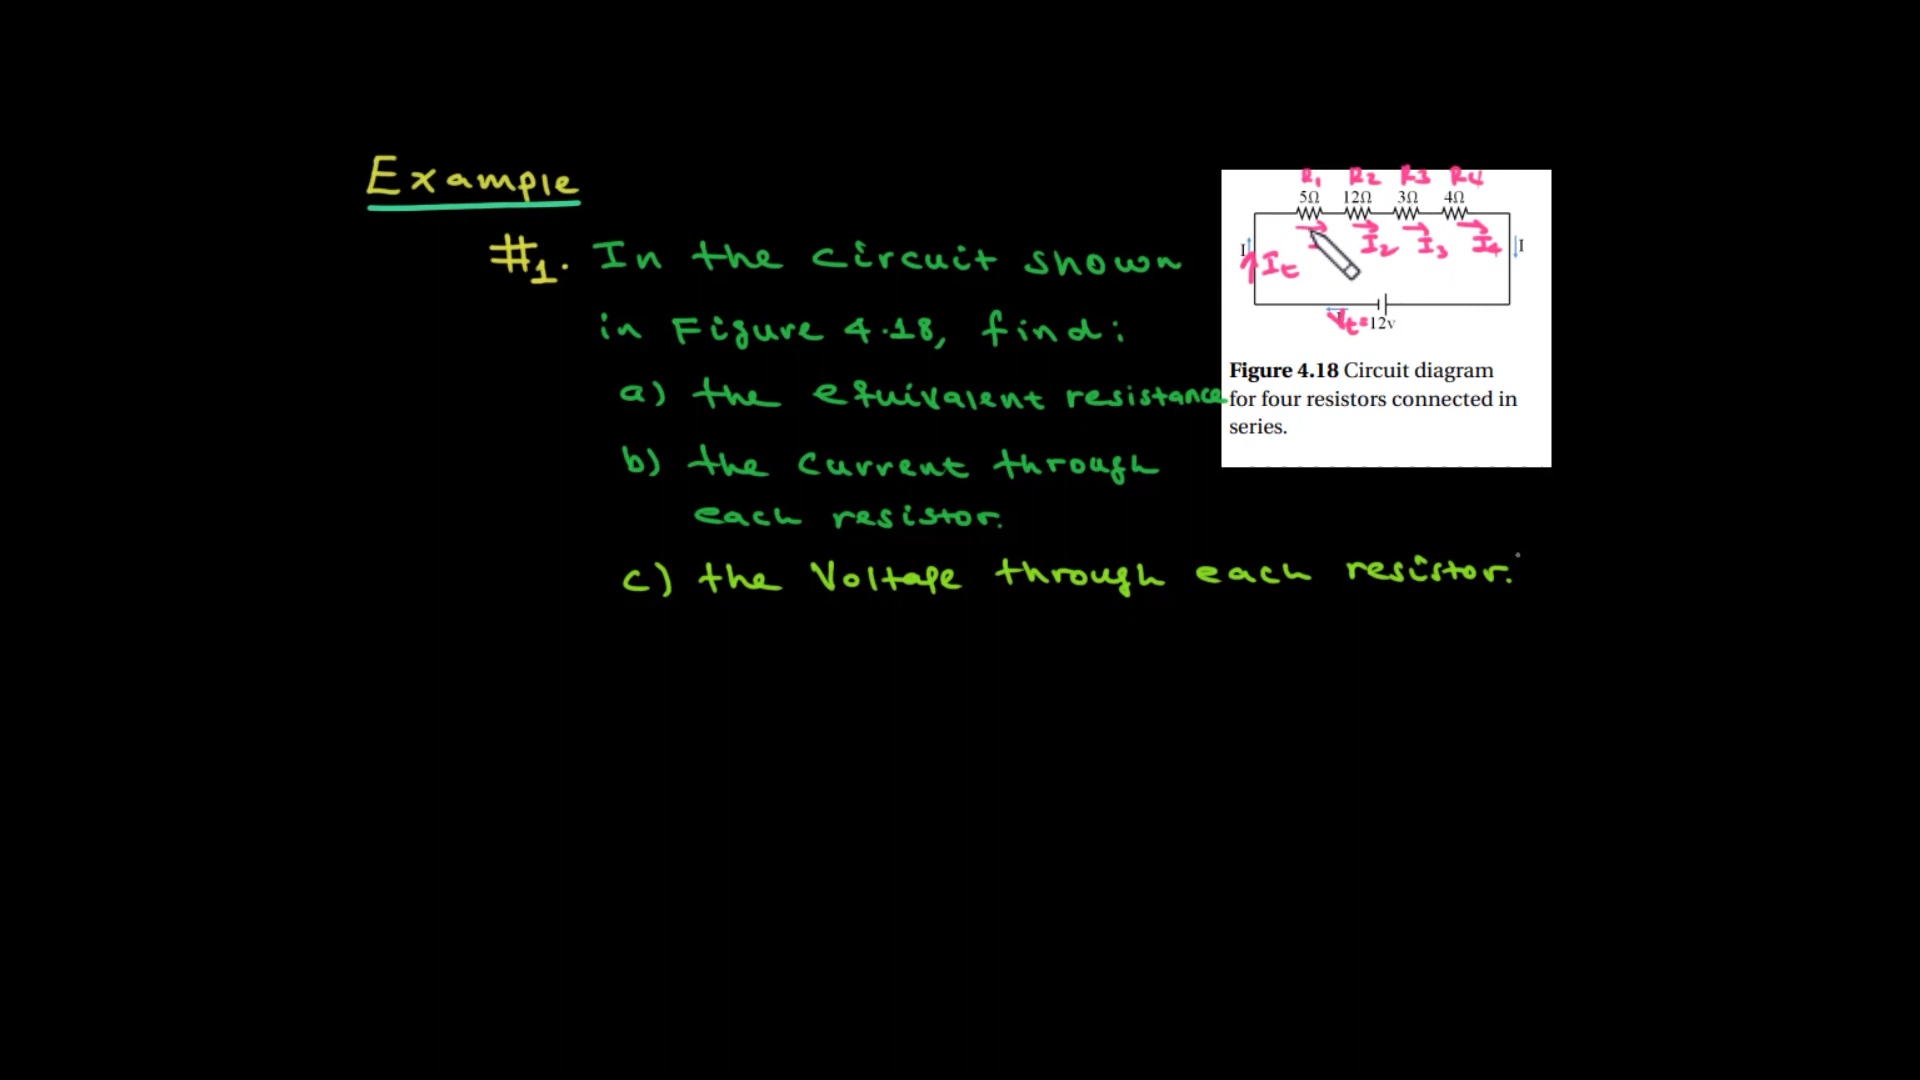 Example
#1. In the circuit shown
in Figure 4.18, find:
a) the equivalent resistance
b) the current through
each resistor.
c) the Voltage through each resistor.
R1 R2 R3 R4
5Ω 12Ω 3Ω 4Ω
I2 I3 I4
I It I
Vt=12v
Figure 4.18 Circuit diagram
for four resistors connected in
series.